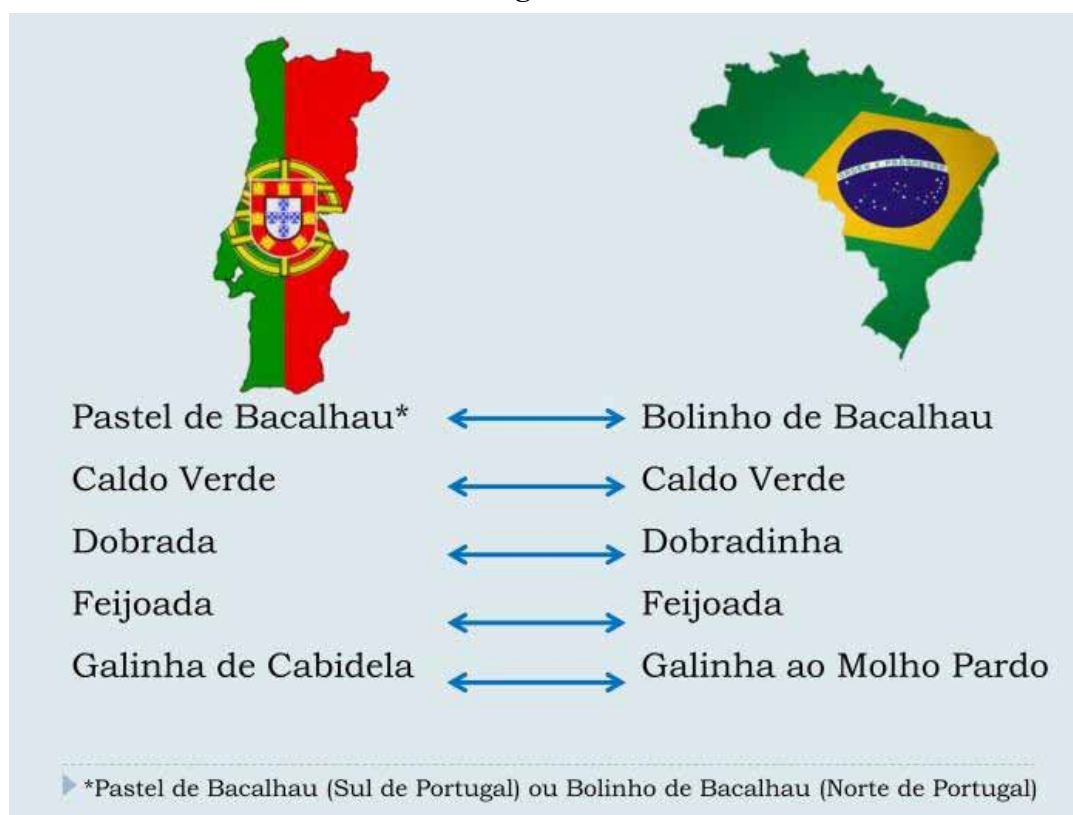 Pastel de Bacalhau* Bolinho de Bacalhau
Caldo Verde Caldo Verde
Dobrada Dobradinha
Feijoada Feijoada
Galinha de Cabidela Galinha ao Molho Pardo
*Pastel de Bacalhau (Sul de Portugal) ou Bolinho de Bacalhau (Norte de Portugal)